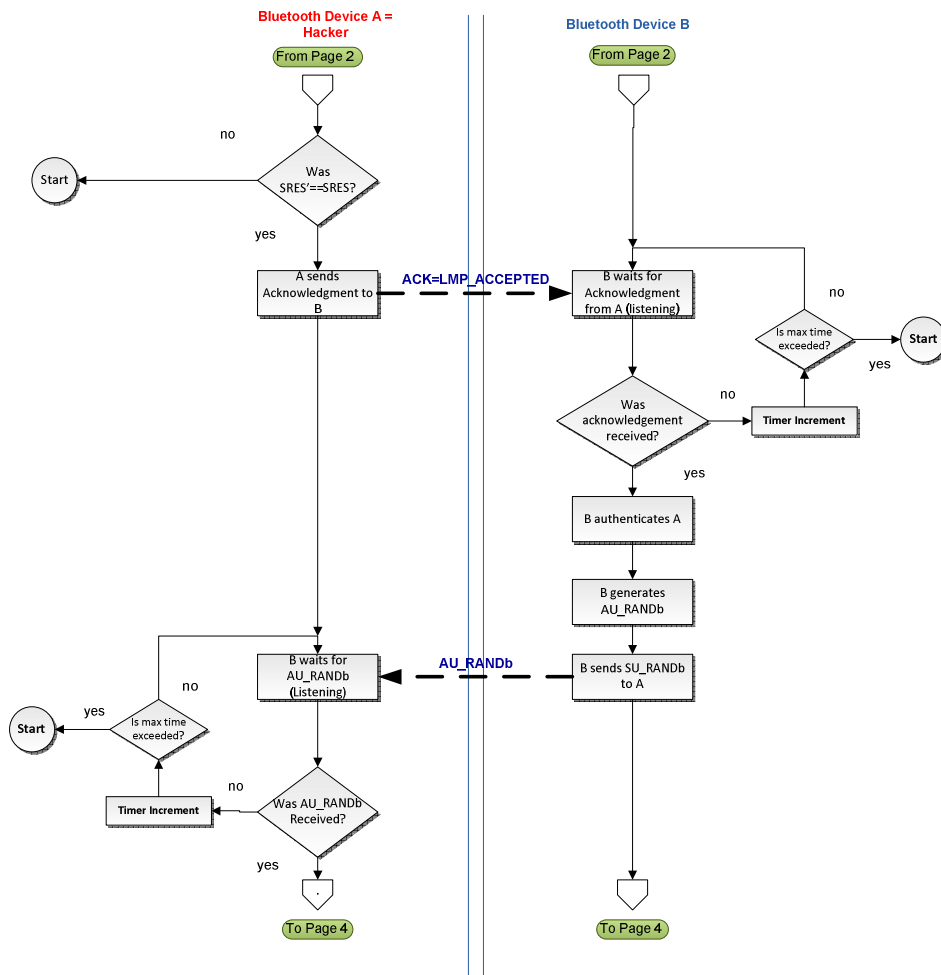 Bluetooth Device A =
Hacker
From Page 2
no
Was
SRES'==SRES?
Start
yes
A sends
Acknowledgment to
B
ACK=LMP_ACCEPTED
B waits for
AU_RANDb
(Listening)
no
Is max time
exceeded?
yes
Start
Timer Increment
no
Was AU_RANDb
Received?
yes
To Page 4
Bluetooth Device B
From Page 2
B waits for
Acknowledgment
from A (listening)
no
Is max time
exceeded?
Start
yes
Was
acknowledgement
received?
no
Timer Increment
yes
B authenticates A
B generates
AU_RANDb
B sends SU_RANDb
to A
AU_RANDb
To Page 4